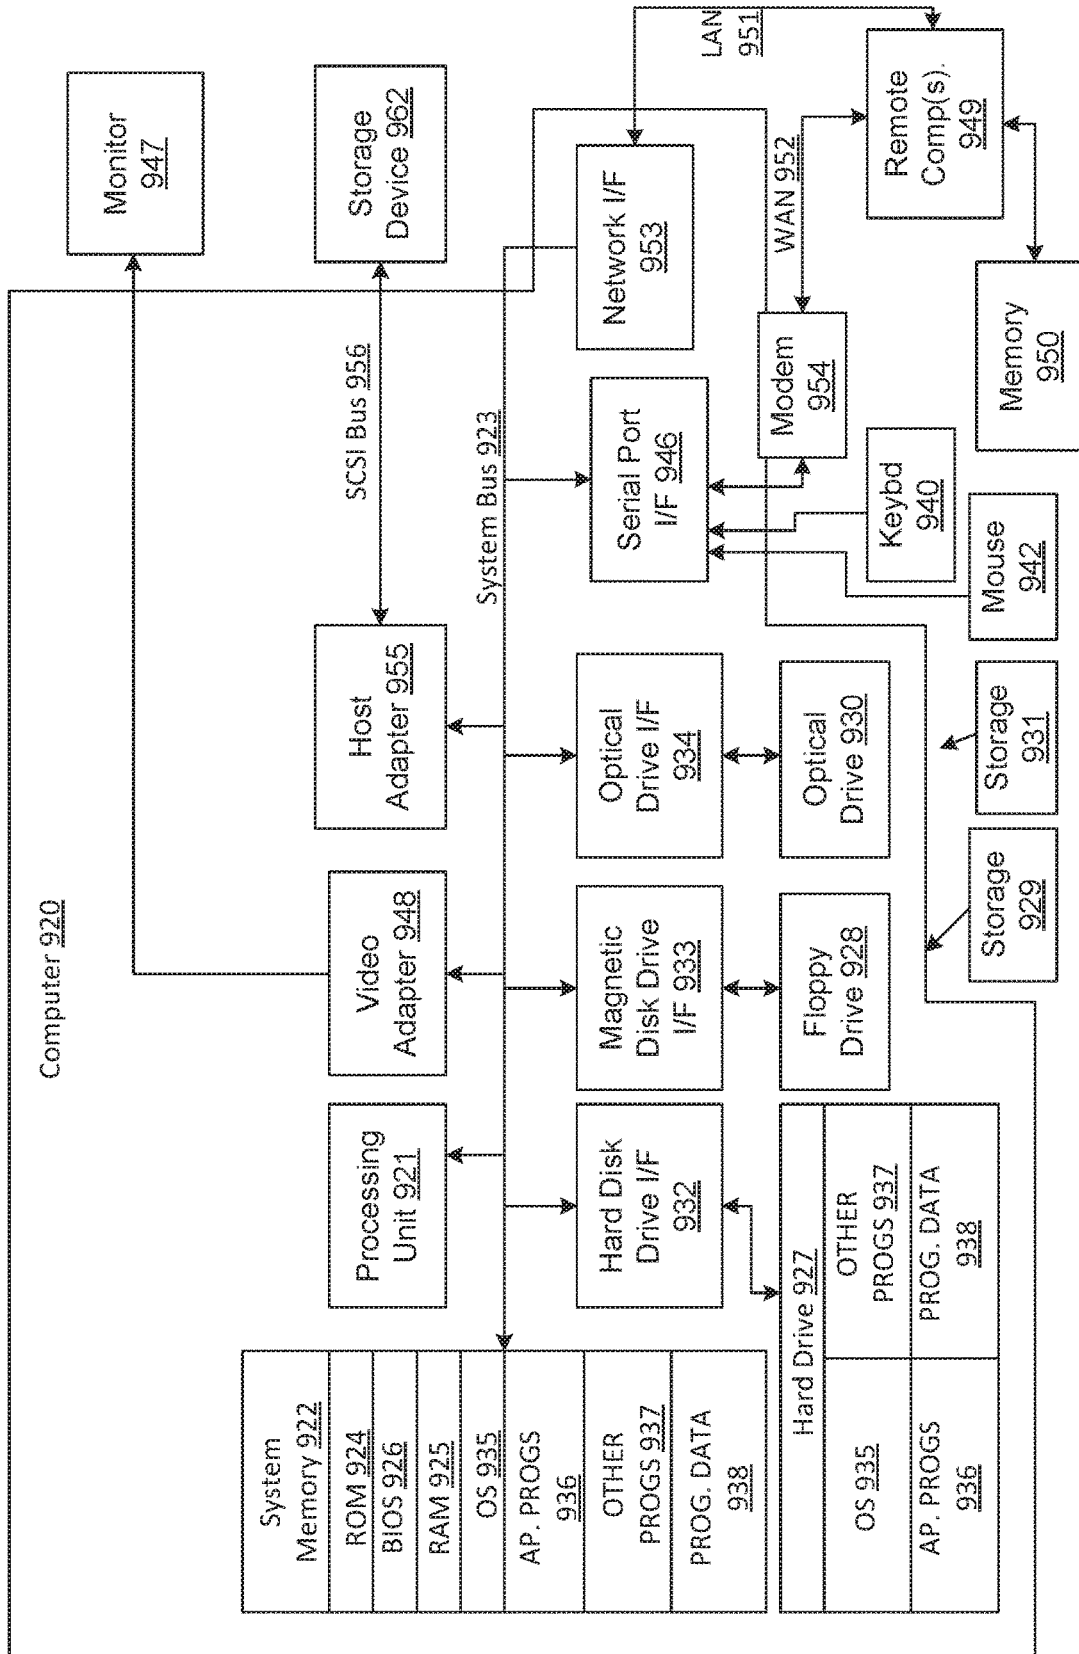 Computer 920
Monitor
947
System
Memory 922
ROM 924
BIOS 926
RAM 925
OS 935
AP. PROGS
936
OTHER
PROGS 937
PROG. DATA
938
Processing
Unit 921
Video
Adapter 948
Host
Adapter 955
SCSI Bus 956
Storage
Device 962
System Bus 923
Hard Disk
Drive I/F
932
Magnetic
Disk Drive
I/F 933
Optical
Drive I/F
934
Serial Port
I/F 946
Network I/F
953
LAN
951
Hard Drive 927
OS 935
OTHER
PROGS 937
AP. PROGS
936
PROG. DATA
938
Floppy
Drive 928
Optical
Drive 930
Modem
954
WAN 952
Remote
Comp(s).
949
Keybd
940
Storage
929
Storage
931
Mouse
942
Memory
950